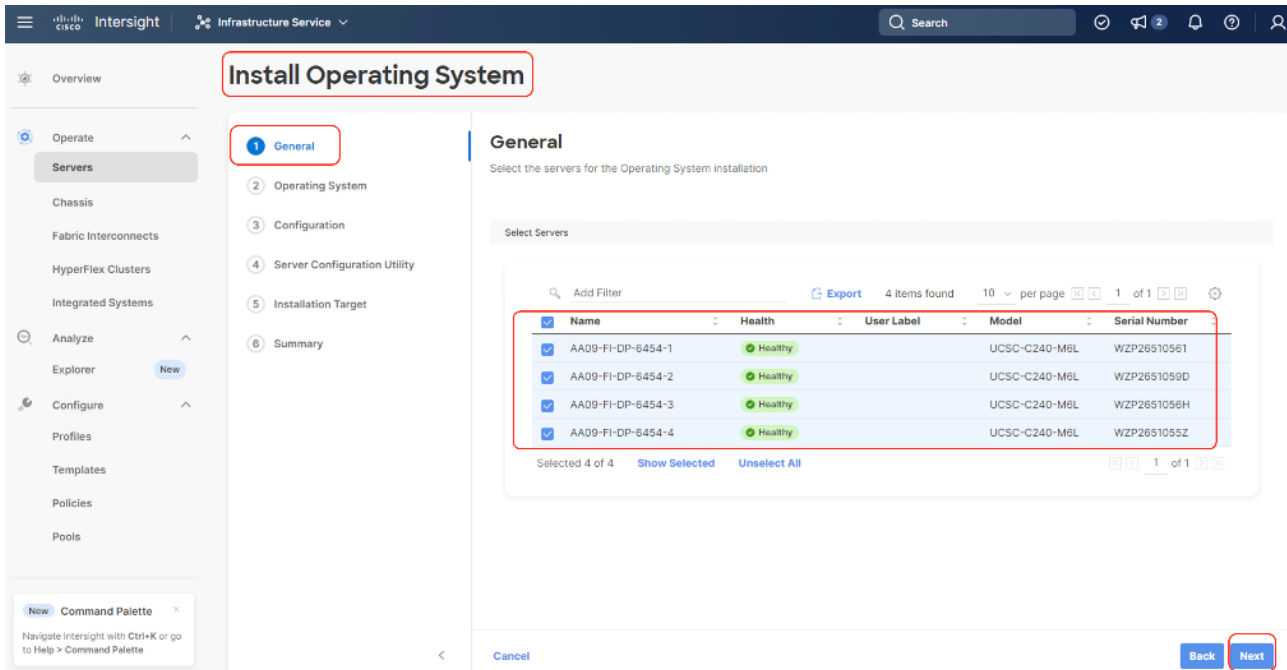 CISCO Intersight Infrastructure Service Search 2
Overview
Operate
Servers
Chassis
Fabric Interconnects
HyperFlex Clusters
Integrated Systems
Analyze
Explorer New
Configure
Profiles
Templates
Policies
Pools
New Command Palette
Navigate Intersight with Ctrl+K or go
to Help > Command Palette
Install Operating System
1 General
2 Operating System
3 Configuration
4 Server Configuration Utility
5 Installation Target
6 Summary
General
Select the servers for the Operating System installation
Select Servers
Add Filter Export 4 items found 10 per page 1 of 1
Name Health User Label Model Serial Number
AA09-FI-DP-6454-1 Healthy UCSC-C240-M6L WZP26510561
AA09-FI-DP-6454-2 Healthy UCSC-C240-M6L WZP2651059D
AA09-FI-DP-6454-3 Healthy UCSC-C240-M6L WZP2651056H
AA09-FI-DP-6454-4 Healthy UCSC-C240-M6L WZP2651055Z
Selected 4 of 4 Show Selected Unselect All 1 of 1
Cancel Back Next